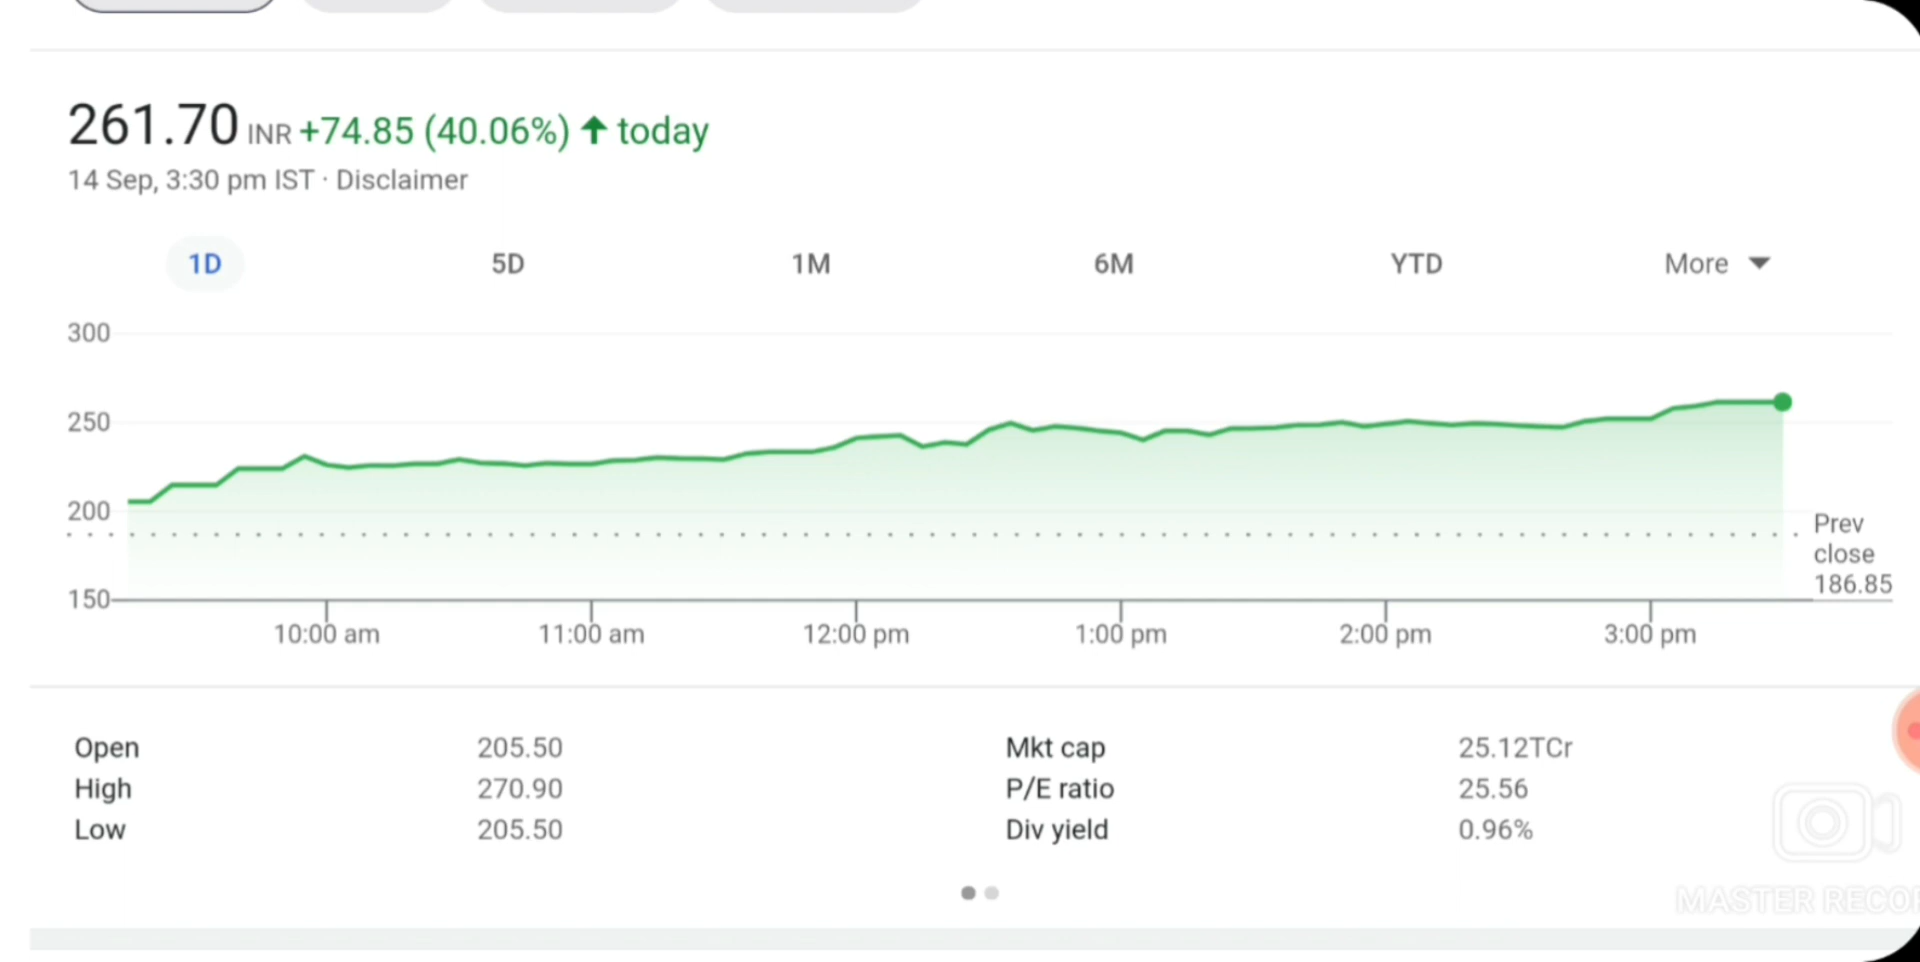 261.70 INR +74.85 (40.06%) ↑ today
14 Sep, 3:30 pm IST · Disclaimer
1D 5D 1M 6M YTD More
300
250
200
150
Prev
close
186.85
10:00 am 11:00 am 12:00 pm 1:00 pm 2:00 pm 3:00 pm
Open 205.50 Mkt cap 25.12TCr
High 270.90 P/E ratio 25.56
Low 205.50 Div yield 0.96%
MASTER